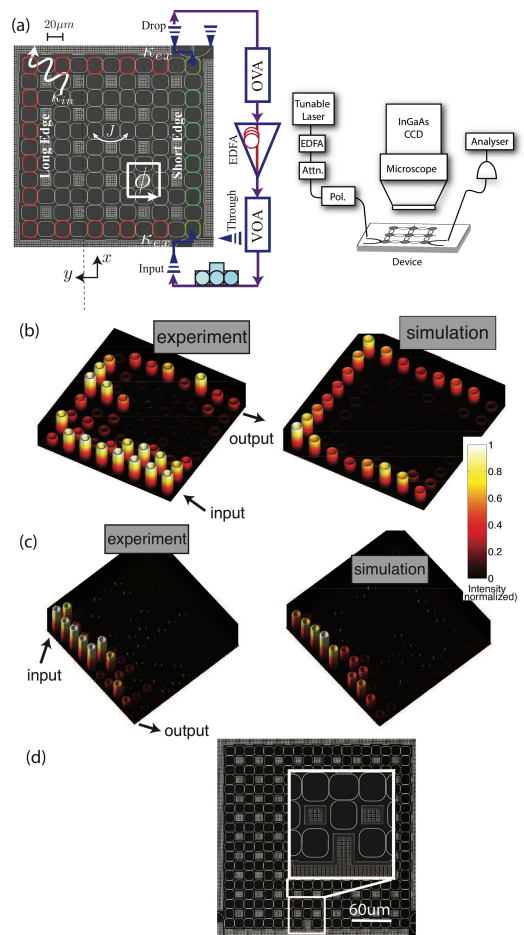 (a)
20μm
Drop
κex
κin
Long Edge
J
Short Edge
ϕ
κex
Through
Input
y
x
OVA
EDFA
VOA
Tunable
Laser
EDFA
Attn.
Pol.
InGaAs
CCD
Microscope
Analyser
Device
(b)
experiment
output
input
simulation
1
0.8
0.6
0.4
0.2
0
Intensity
normalized)
(c)
experiment
input
output
simulation
(d)
60um